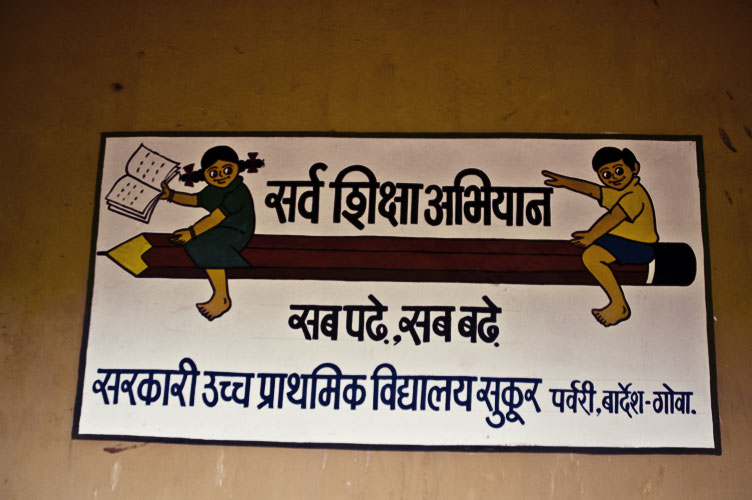 सर्व शिक्षा अभियान
सब पढे़, सब बढे़
सरकारी उच्च प्राथमिक विद्यालय सुकूर पर्वरी, बार्देश-गोवा.